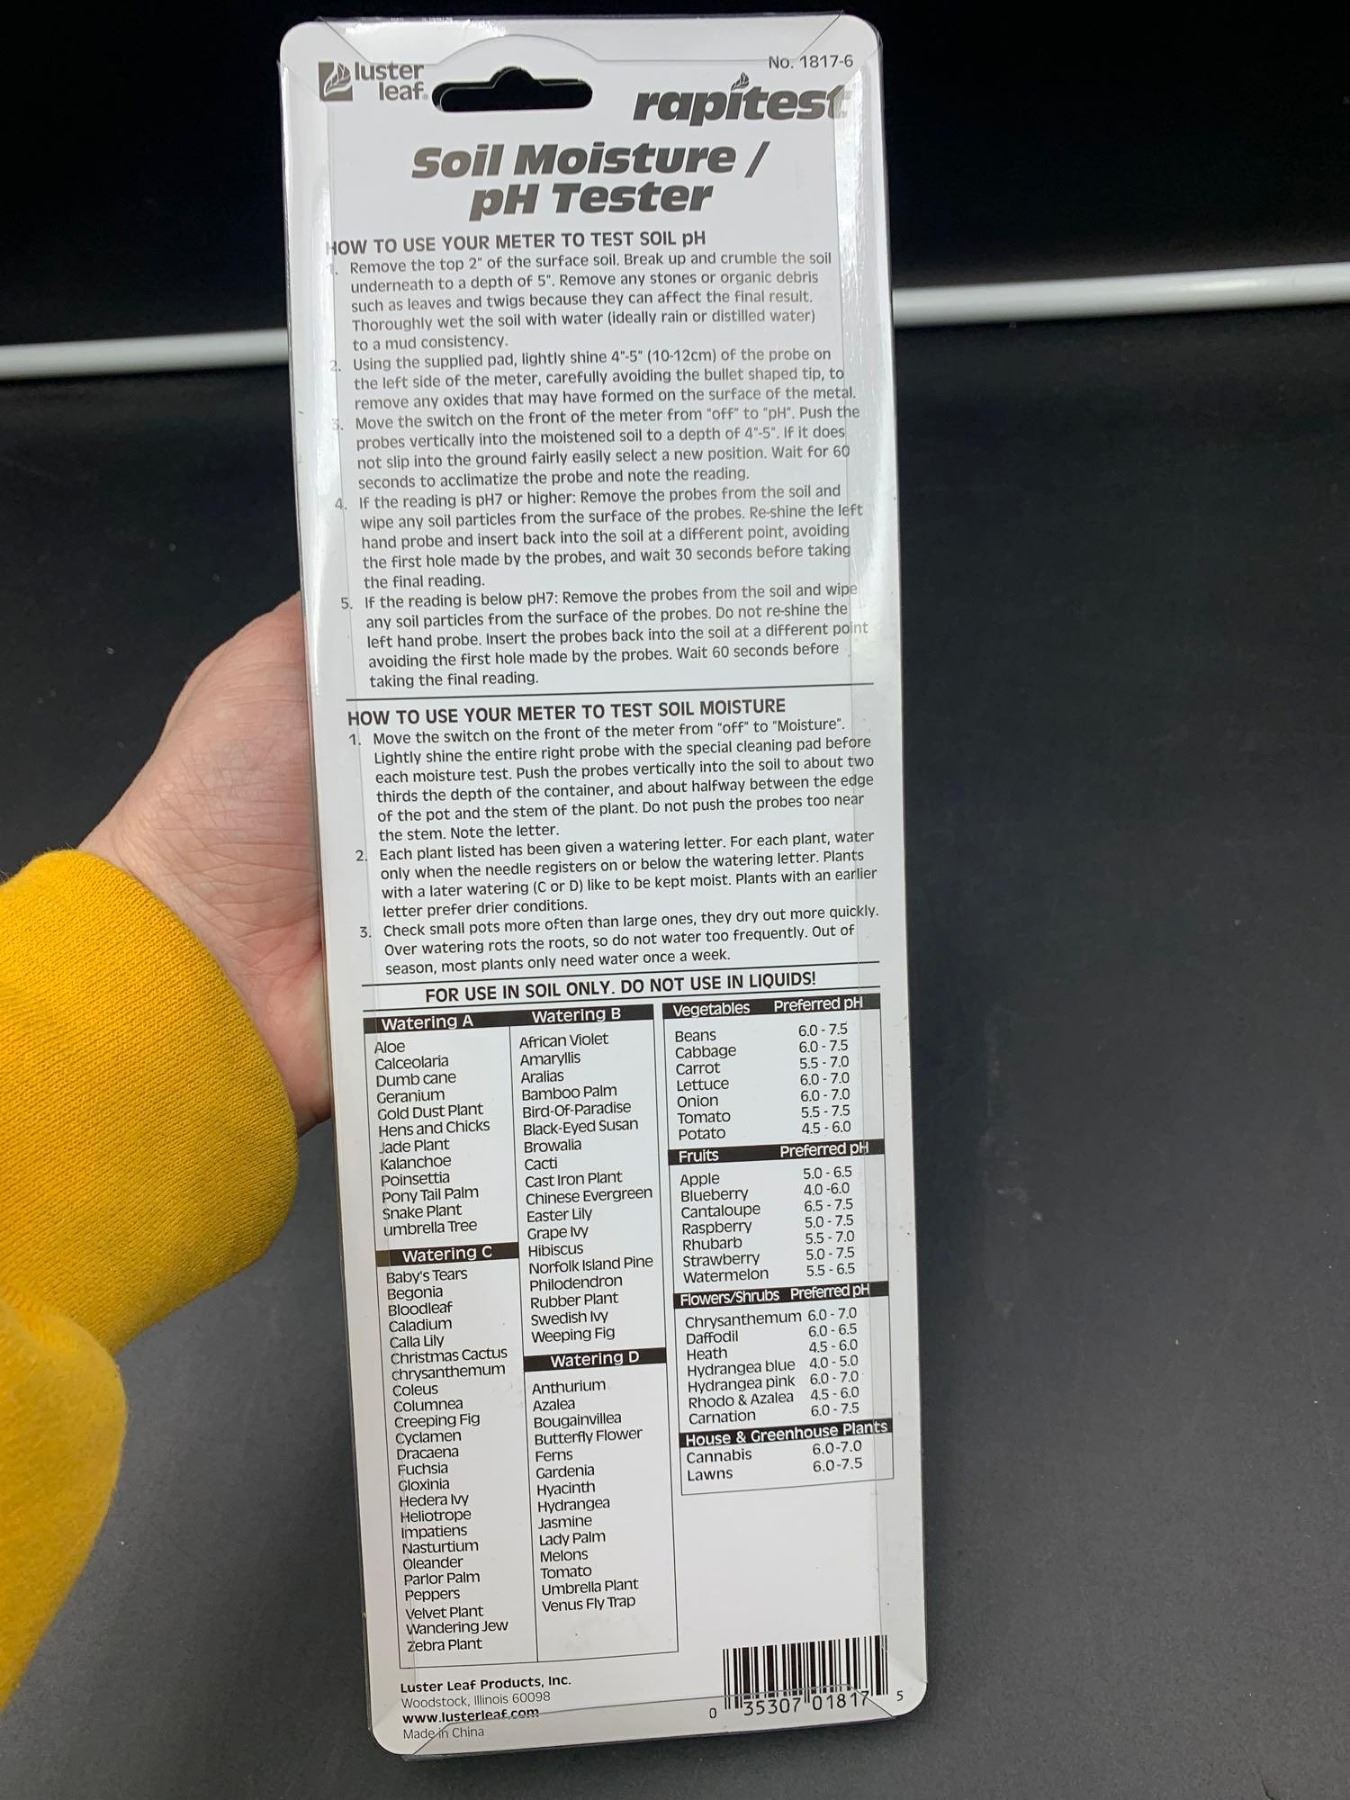 luster
leaf.
No. 1817-6
rapitest
Soil Moisture /
pH Tester
HOW TO USE YOUR METER TO TEST SOIL pH
1. Remove the top 2" of the surface soil. Break up and crumble the soil
underneath to a depth of 5". Remove any stones or organic debris
such as leaves and twigs because they can affect the final result.
Thoroughly wet the soil with water (ideally rain or distilled water)
to a mud consistency.
2. Using the supplied pad, lightly shine 4"-5" (10-12cm) of the probe on
the left side of the meter, carefully avoiding the bullet shaped tip, to
remove any oxides that may have formed on the surface of the metal.
3. Move the switch on the front of the meter from "off" to "pH". Push the
probes vertically into the moistened soil to a depth of 4"-5". If it does
not slip into the ground fairly easily select a new position. Wait for 60
seconds to acclimatize the probe and note the reading.
4. If the reading is pH7 or higher: Remove the probes from the soil and
wipe any soil particles from the surface of the probes. Re-shine the left
hand probe and insert back into the soil at a different point, avoiding
the first hole made by the probes, and wait 30 seconds before taking
the final reading.
5. If the reading is below pH7: Remove the probes from the soil and wipe
any soil particles from the surface of the probes. Do not re-shine the
left hand probe. Insert the probes back into the soil at a different point
avoiding the first hole made by the probes. Wait 60 seconds before
taking the final reading.
HOW TO USE YOUR METER TO TEST SOIL MOISTURE
1. Move the switch on the front of the meter from "off" to "Moisture".
Lightly shine the entire right probe with the special cleaning pad before
each moisture test. Push the probes vertically into the soil to about two
thirds the depth of the container, and about halfway between the edge
of the pot and the stem of the plant. Do not push the probes too near
the stem. Note the letter.
2. Each plant listed has been given a watering letter. For each plant, water
only when the needle registers on or below the watering letter. Plants
with a later watering (C or D) like to be kept moist. Plants with an earlier
letter prefer drier conditions.
3. Check small pots more often than large ones, they dry out more quickly.
Over watering rots the roots, so do not water too frequently. Out of
season, most plants only need water once a week.
FOR USE IN SOIL ONLY. DO NOT USE IN LIQUIDS!
Watering A
Aloe
Calceolaria
Dumb cane
Geranium
Gold Dust Plant
Hens and Chicks
Jade Plant
Kalanchoe
Poinsettia
Pony Tail Palm
Snake Plant
umbrella Tree
Watering C
Baby's Tears
Begonia
Bloodleaf
Caladium
Calla Lily
Christmas Cactus
chrysanthemum
Coleus
Columnea
Creeping Fig
Cyclamen
Dracaena
Fuchsia
Gloxinia
Hedera Ivy
Heliotrope
Impatiens
Nasturtium
Oleander
Parlor Palm
Peppers
Velvet Plant
Wandering Jew
Zebra Plant
Watering B
African Violet
Amaryllis
Aralias
Bamboo Palm
Bird-Of-Paradise
Black-Eyed Susan
Browalia
Cacti
Cast Iron Plant
Chinese Evergreen
Easter Lily
Grape Ivy
Hibiscus
Norfolk Island Pine
Philodendron
Rubber Plant
Swedish Ivy
Weeping Fig
Watering D
Anthurium
Azalea
Bougainvillea
Butterfly Flower
Ferns
Gardenia
Hyacinth
Hydrangea
Jasmine
Lady Palm
Melons
Tomato
Umbrella Plant
Venus Fly Trap
Vegetables Preferred pH
Beans 6.0 - 7.5
Cabbage 6.0 - 7.5
Carrot 5.5 - 7.0
Lettuce 6.0 - 7.0
Onion 6.0 - 7.0
Tomato 5.5 - 7.5
Potato 4.5 - 6.0
Fruits Preferred pH
Apple 5.0 - 6.5
Blueberry 4.0 -6.0
Cantaloupe 6.5 - 7.5
Raspberry 5.0 - 7.5
Rhubarb 5.5 - 7.0
Strawberry 5.0 - 7.5
Watermelon 5.5 - 6.5
Flowers/Shrubs Preferred pH
Chrysanthemum 6.0 - 7.0
Daffodil 6.0 - 6.5
Heath 4.5 - 6.0
Hydrangea blue 4.0 - 5.0
Hydrangea pink 6.0 - 7.0
Rhodo & Azalea 4.5 - 6.0
Carnation 6.0 - 7.5
House & Greenhouse Plants
Cannabis 6.0-7.0
Lawns 6.0-7.5
Luster Leaf Products, Inc.
Woodstock, Illinois 60098
www.lusterleaf.com
Made in China
0 35307 01817 5